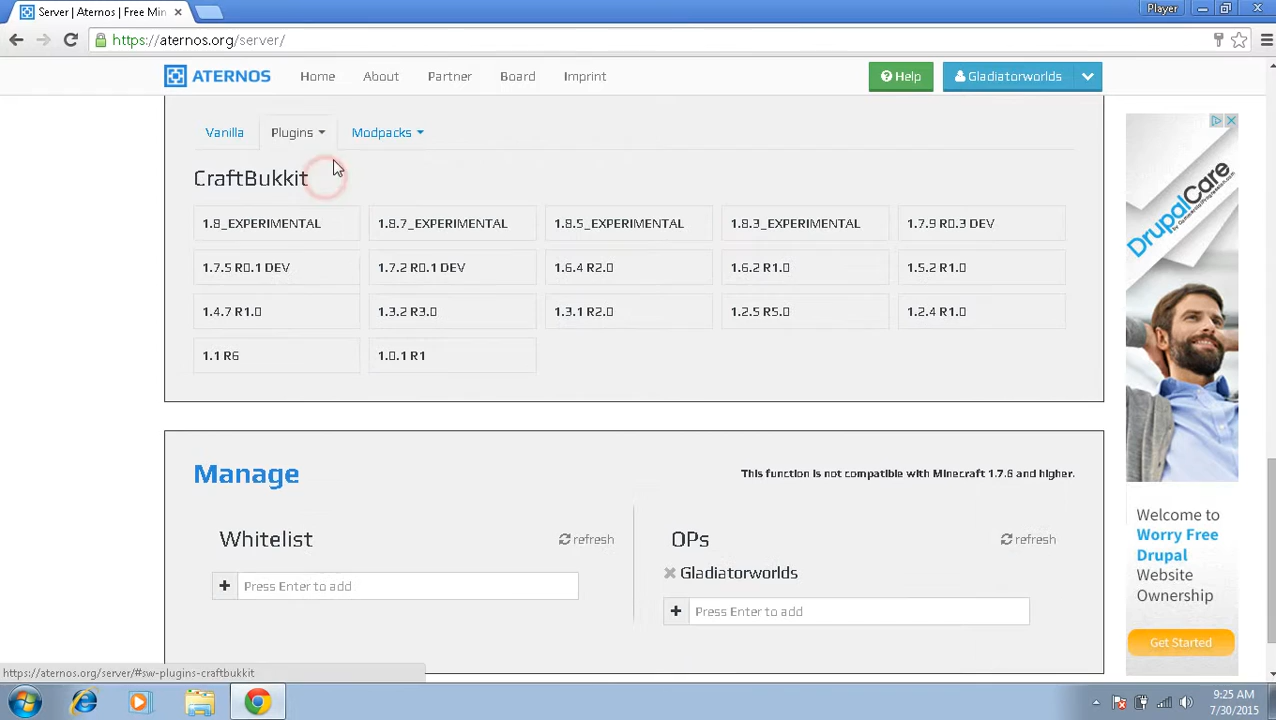 Server | Aternos | Free Min
Player
https://aternos.org/server/
ATERNOS Home About Partner Board Imprint Help Gladiatorworlds
Vanilla Plugins Modpacks
CraftBukkit
1.8_EXPERIMENTAL 1.8.7_EXPERIMENTAL 1.8.5_EXPERIMENTAL 1.8.3_EXPERIMENTAL 1.7.9 R0.3 DEV
1.7.5 R0.1 DEV 1.7.2 R0.1 DEV 1.6.4 R2.0 1.6.2 R1.0 1.5.2 R1.0
1.4.7 R1.0 1.3.2 R3.0 1.3.1 R2.0 1.2.5 R5.0 1.2.4 R1.0
1.1 R6 1.0.1 R1
Manage This function is not compatible with Minecraft 1.7.6 and higher.
Whitelist refresh OPs refresh
Gladiatorworlds
Press Enter to add
Press Enter to add
DrupalCare
by CommonPlaces
Welcome to
Worry Free
Drupal
Website
Ownership
Get Started
https://aternos.org/server/#sw-plugins-craftbukkit
9:25 AM
7/30/2015